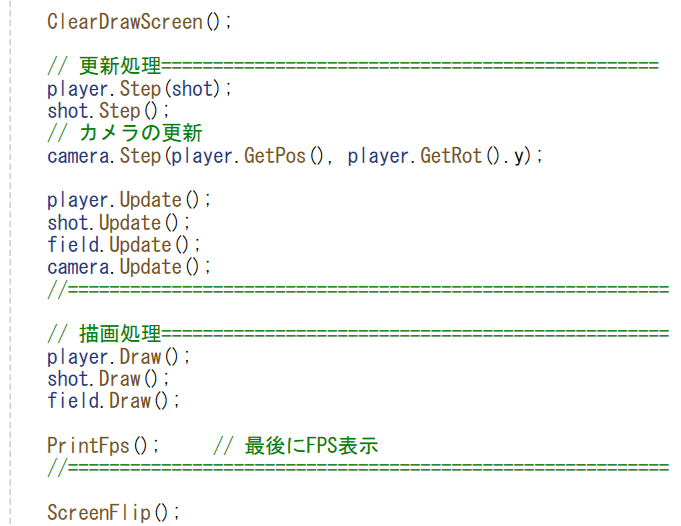 ClearDrawScreen();
// 更新処理================================================
player.Step(shot);
shot.Step();
// カメラの更新
camera.Step(player.GetPos(), player.GetRot().y);
player.Update();
shot.Update();
field.Update();
camera.Update();
//==========================================================
// 描画処理=================================================
player.Draw();
shot.Draw();
field.Draw();
PrintFps();     // 最後にFPS表示
//==========================================================
ScreenFlip();